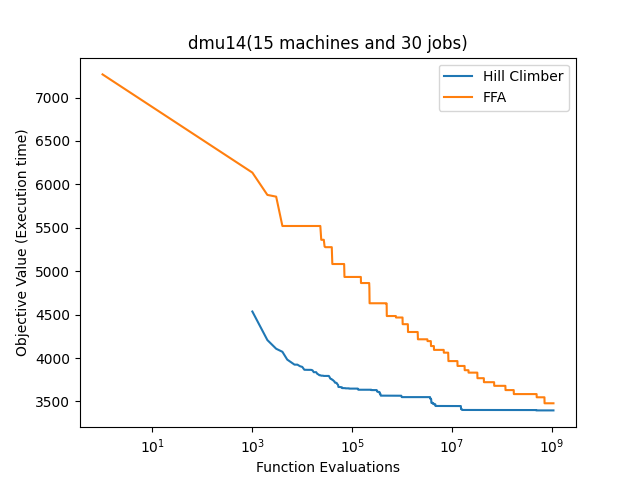 dmu14(15 machines and 30 jobs)
Hill Climber
FFA
Objective Value (Execution time)
7000
6500
6000
5500
5000
4500
4000
3500
10¹ 10³ 10⁵ 10⁷ 10⁹
Function Evaluations